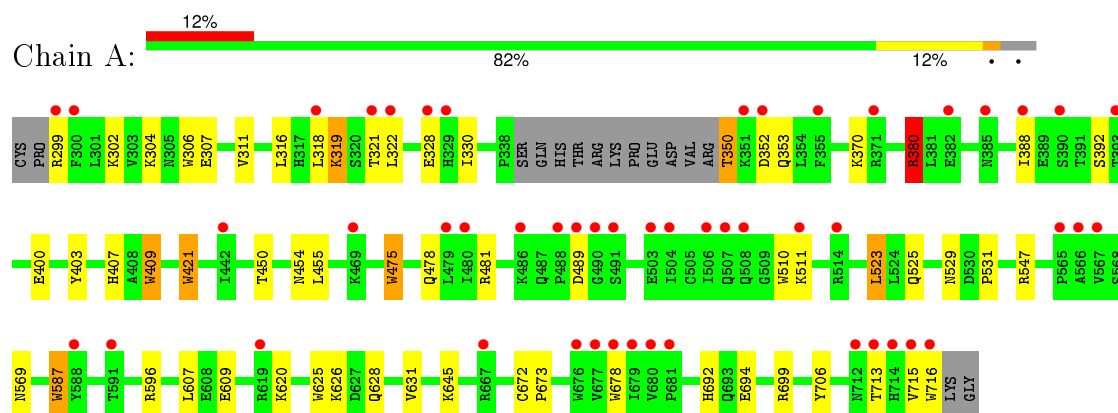 12%
Chain A:
82% 12% • •
CYS PRO R299 F300 L301 K302 V303 K304 N305 W306 E307 V311 L316 H317 L318 K319 S320 T321 L322 E328 H329 I330 P338 SER GLN HIS THR ARG LYS PRO GLU ASP VAL ARG T350 K351 D352 Q353 L354 F355 K370 R371 R380 L381 E382 N385 I388 E389 S390 T391 S392 T393
E400 Y403 H407 A408 W409 W421 I442 T450 N454 L455 K469 W475 Q478 L479 I480 R481 K486 Q487 P488 D489 G490 S491 E503 I504 C505 I506 Q507 Q508 G509 W510 K511 R514 L523 L524 Q525 N529 D530 P531 R547 P565 A566 V567 S568
N569 W587 Y588 T591 R596 L607 E608 E609 R619 K620 W625 K626 D627 Q628 V631 K645 R667 C672 P673 W676 V677 W678 I679 V680 P681 H692 Q693 E694 R699 Y706 N712 T713 H714 V715 W716 LYS GLY